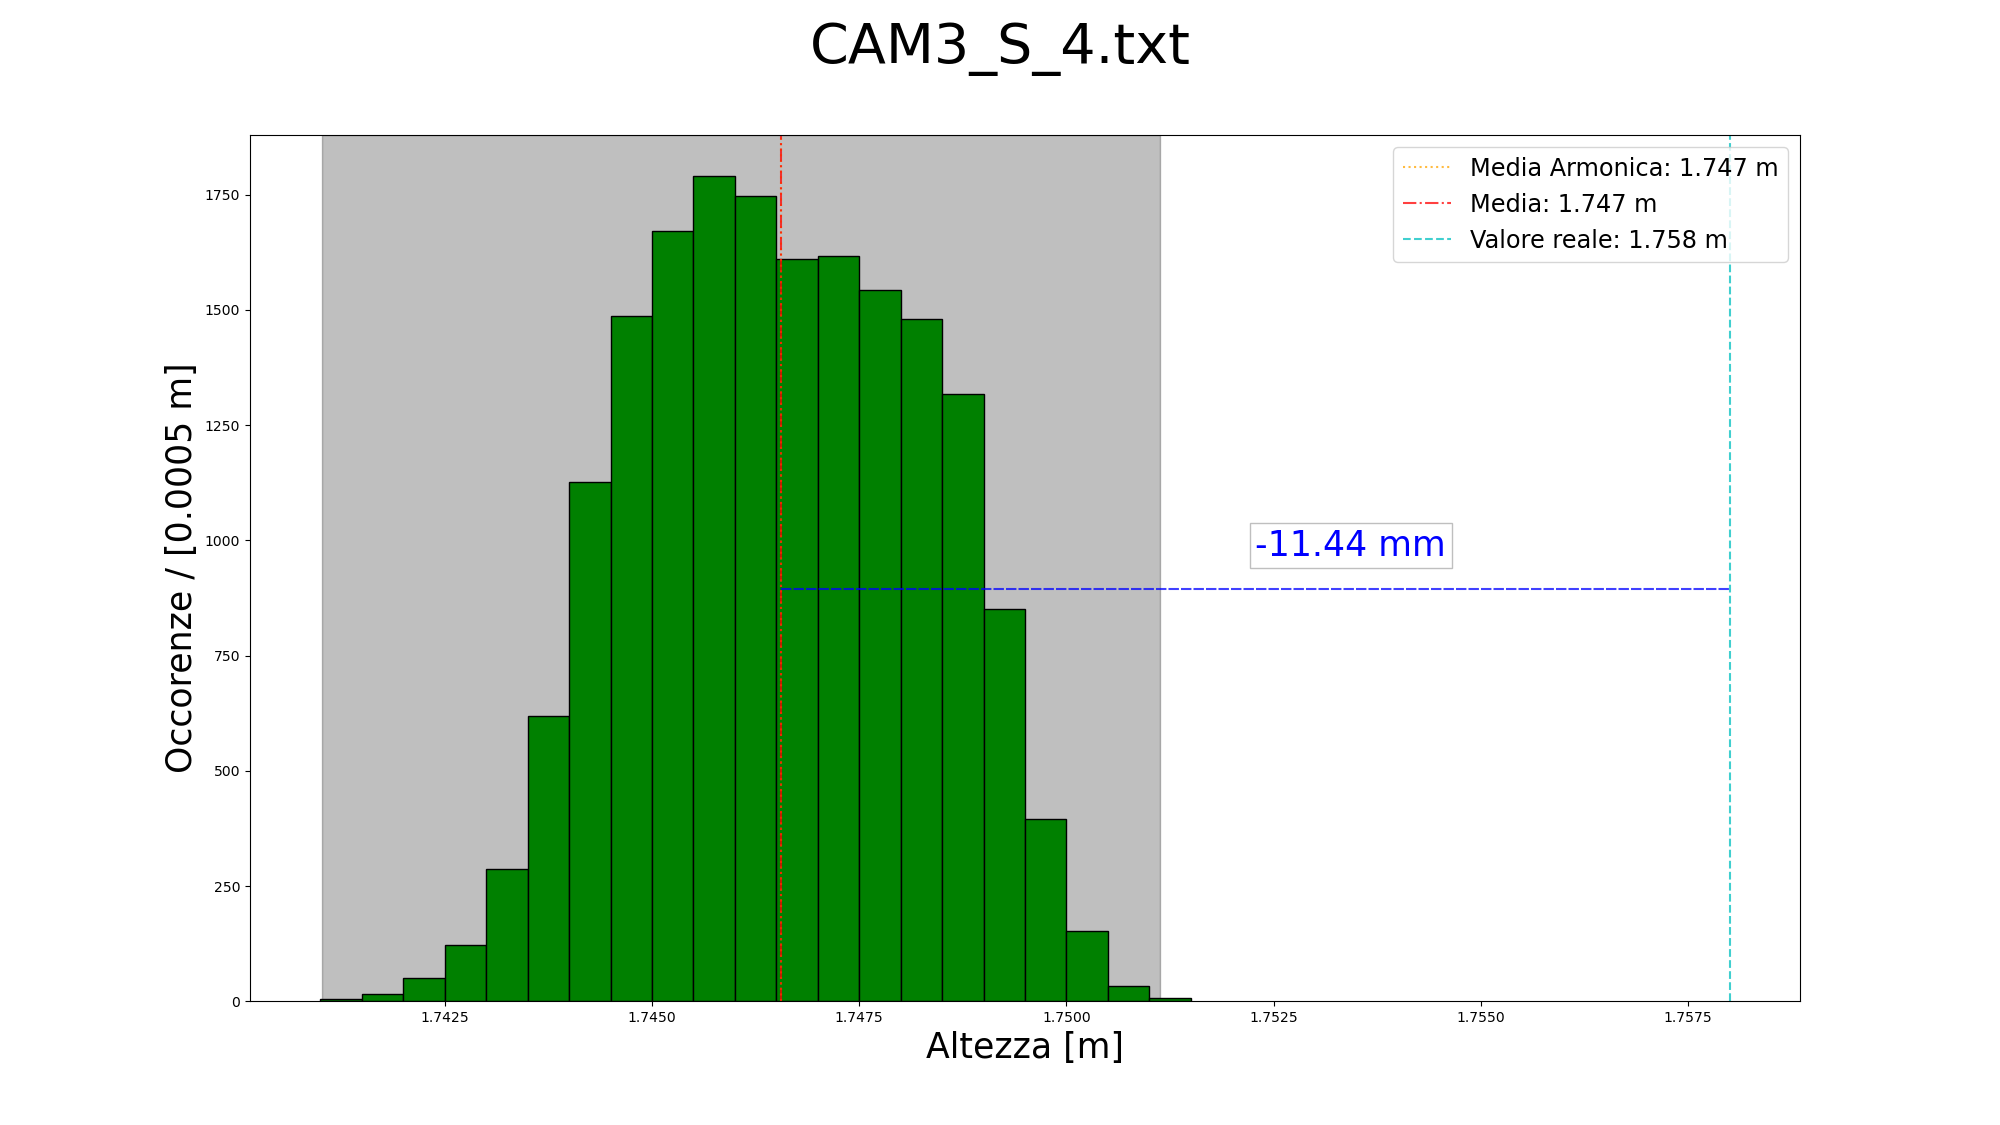 CAM3_S_4.txt
Media Armonica: 1.747 m
Media: 1.747 m
Valore reale: 1.758 m
-11.44 mm
Occorenze / [0.0005 m]
1750
1500
1250
1000
750
500
250
0
1.7425 1.7450 1.7475 1.7500 1.7525 1.7550 1.7575
Altezza [m]